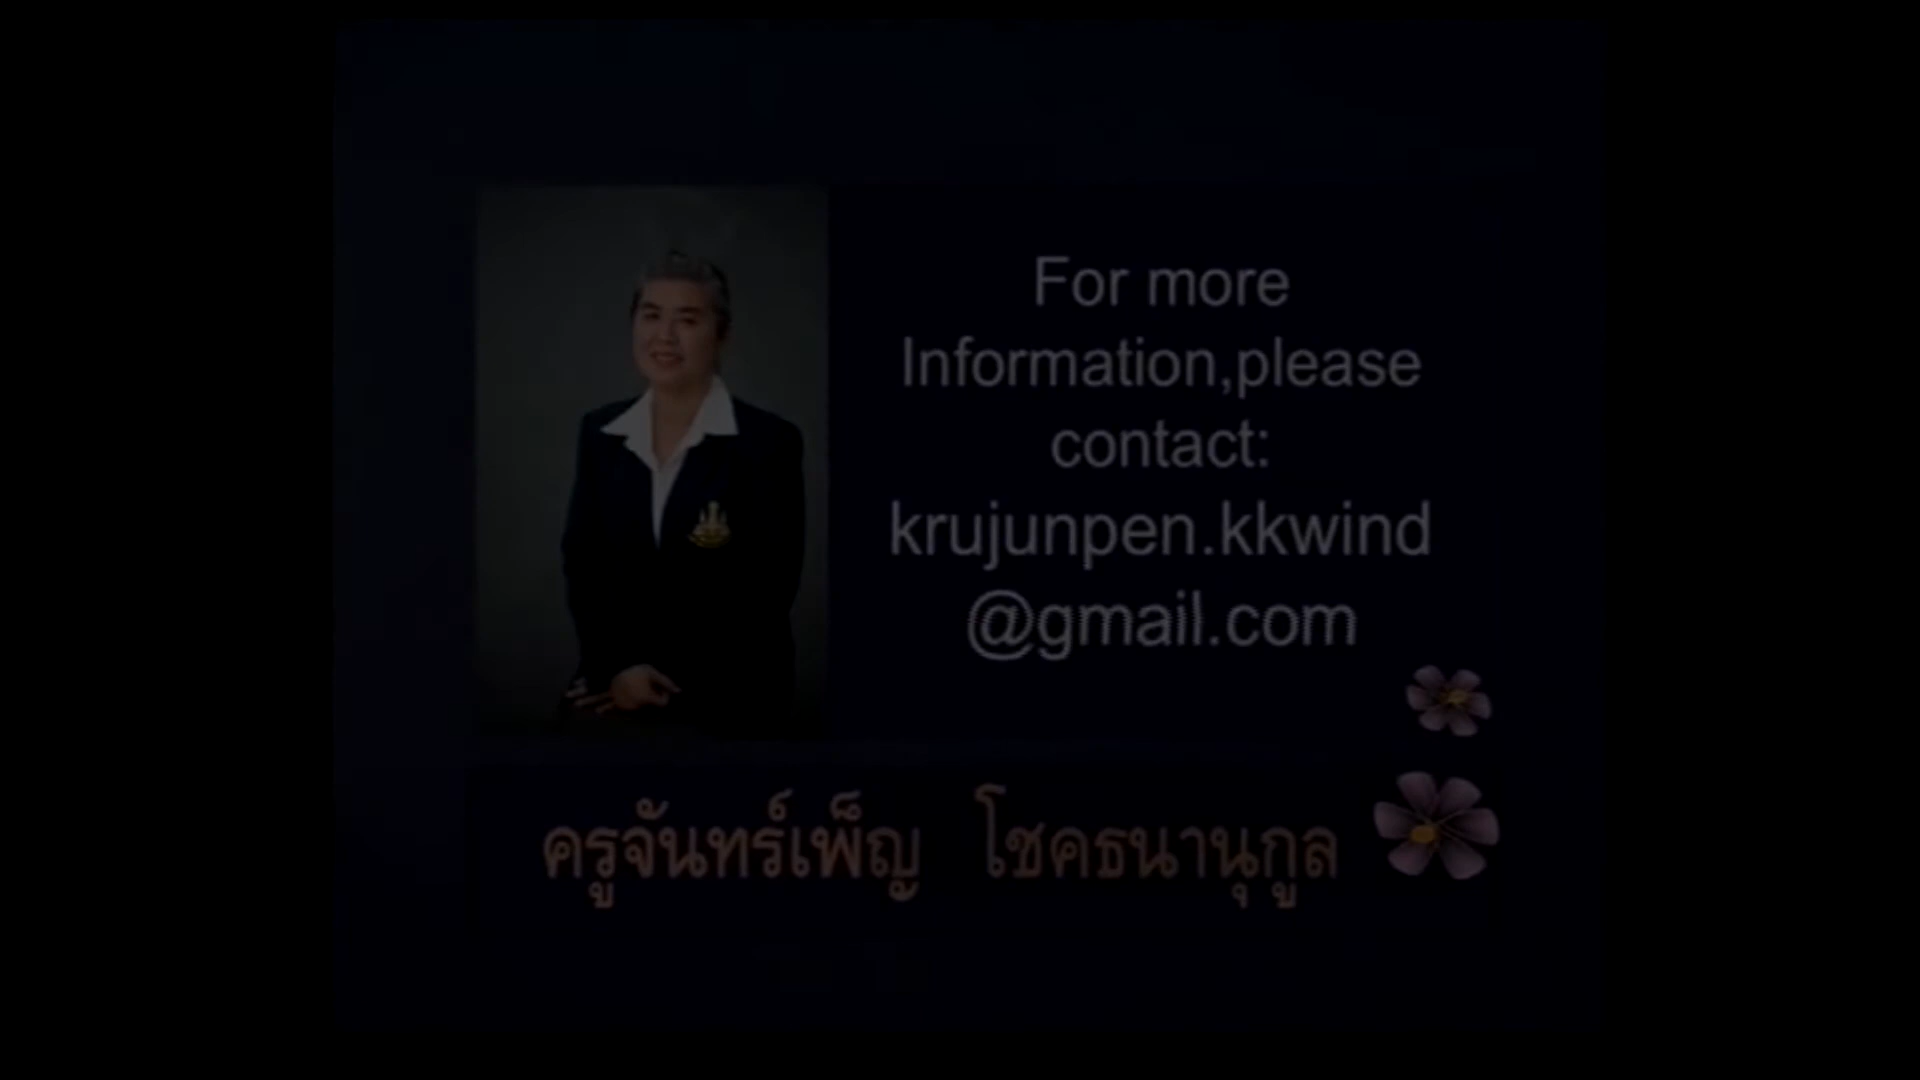 For more
Information,please
contact:
krujunpen.kkwind
@gmail.com
ครูจันทร์เพ็ญ โชคธนานุกูล